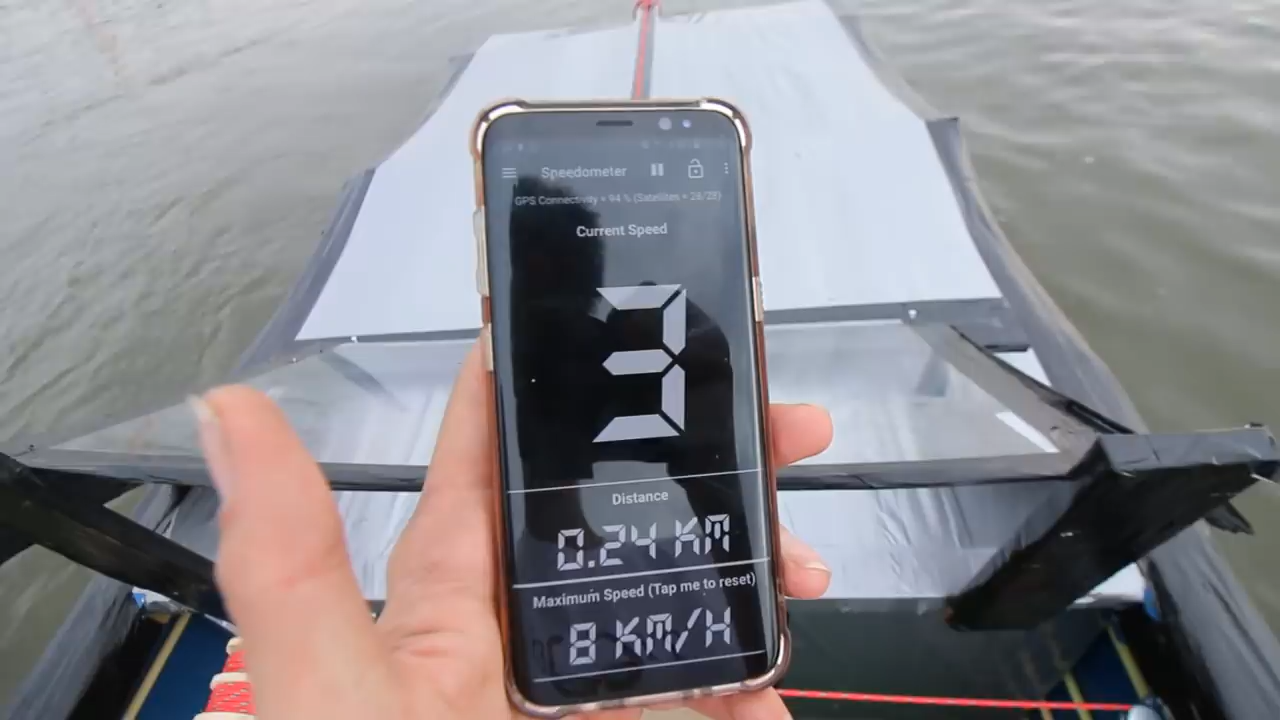 Speedometer
GPS Connectivity = 94 % (Satellites = 28/29)
Current Speed
3
Distance
0.24 KM
Maximum Speed (Tap me to reset)
8 KM/H